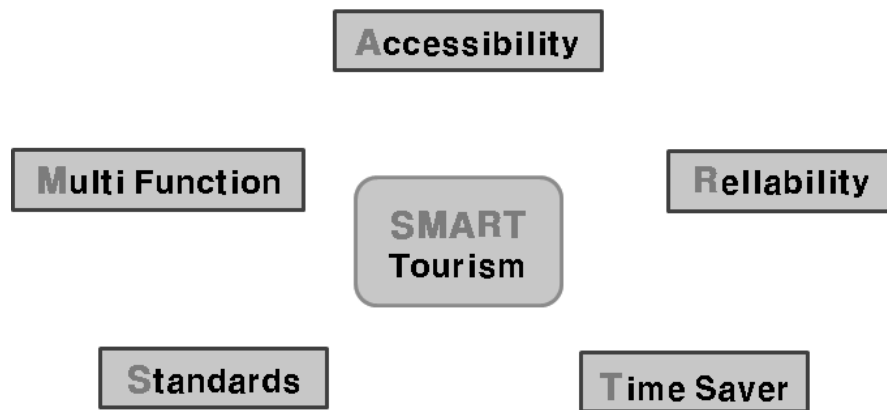 Accessibility
Multi Function
Rellability
SMART
Tourism
Standards
Time Saver